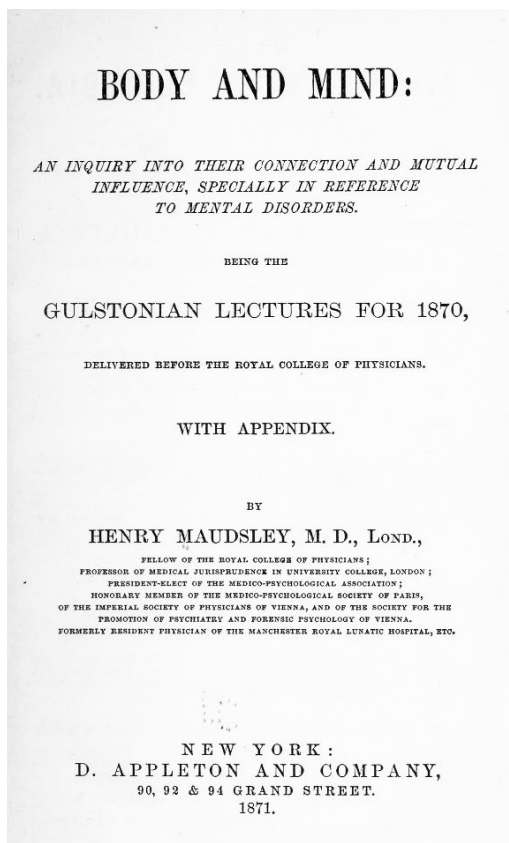 BODY AND MIND:
AN INQUIRY INTO THEIR CONNECTION AND MUTUAL
INFLUENCE, SPECIALLY IN REFERENCE
TO MENTAL DISORDERS.
BEING THE
GULSTONIAN LECTURES FOR 1870,
DELIVERED BEFORE THE ROYAL COLLEGE OF PHYSICIANS.
WITH APPENDIX.
BY
HENRY MAUDSLEY, M. D., LOND.,
FELLOW OF THE ROYAL COLLEGE OF PHYSICIANS;
PROFESSOR OF MEDICAL JURISPRUDENCE IN UNIVERSITY COLLEGE, LONDON;
PRESIDENT-ELECT OF THE MEDICO-PSYCHOLOGICAL ASSOCIATION;
HONORARY MEMBER OF THE MEDICO-PSYCHOLOGICAL SOCIETY OF PARIS,
OF THE IMPERIAL SOCIETY OF PHYSICIANS OF VIENNA, AND OF THE SOCIETY FOR THE
PROMOTION OF PSYCHIATRY AND FORENSIC PSYCHOLOGY OF VIENNA.
FORMERLY RESIDENT PHYSICIAN OF THE MANCHESTER ROYAL LUNATIC HOSPITAL, ETC.
NEW YORK:
D. APPLETON AND COMPANY,
90, 92 & 94 GRAND STREET.
1871.